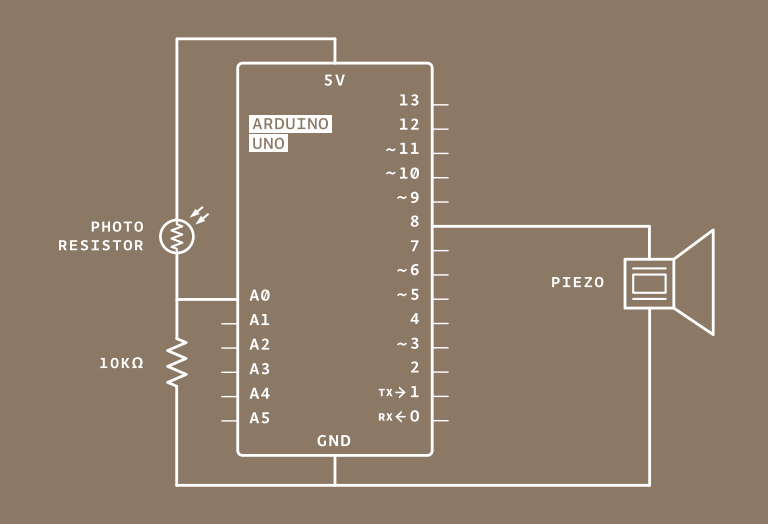 5V
ARDUINO
UNO
13
12
~11
~10
~9
8
7
~6
~5
4
~3
2
TX→1
RX←0
PHOTO
RESISTOR
A0
A1
A2
A3
A4
A5
10KΩ
GND
PIEZO